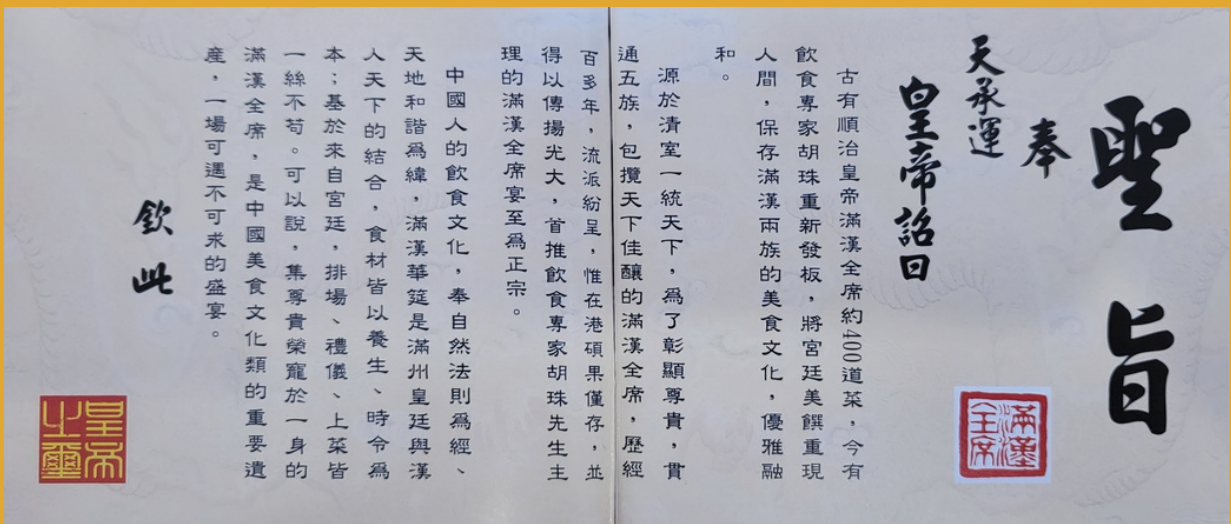 聖旨
奉
天承運
皇帝詔曰
古有順治皇帝滿漢全席約400道菜，今有
飲食專家胡珠重新發板，將宮廷美饌重現
人間，保存滿漢兩族的美食文化，優雅融
和。
源於清室一統天下，爲了彰顯尊貴，貫
通五族，包攬天下佳釀的滿漢全席，歷經
百多年，流派紛呈，惟在港碩果僅存，並
得以傳揚光大，首推飲食專家胡珠先生主
理的滿漢全席宴至爲正宗。
中國人的飲食文化，奉自然法則爲經、
天地和諧爲緯，滿漢華筵是滿州皇廷與漢
人天下的結合，食材皆以養生、時令爲
本；基於來自宮廷，排場、禮儀、上菜皆
一絲不苟。可以說，集尊貴榮寵於一身的
滿漢全席，是中國美食文化類的重要遺
産，一場可遇不可求的盛宴。
欽此
滿漢
全席
皇帝
之璽